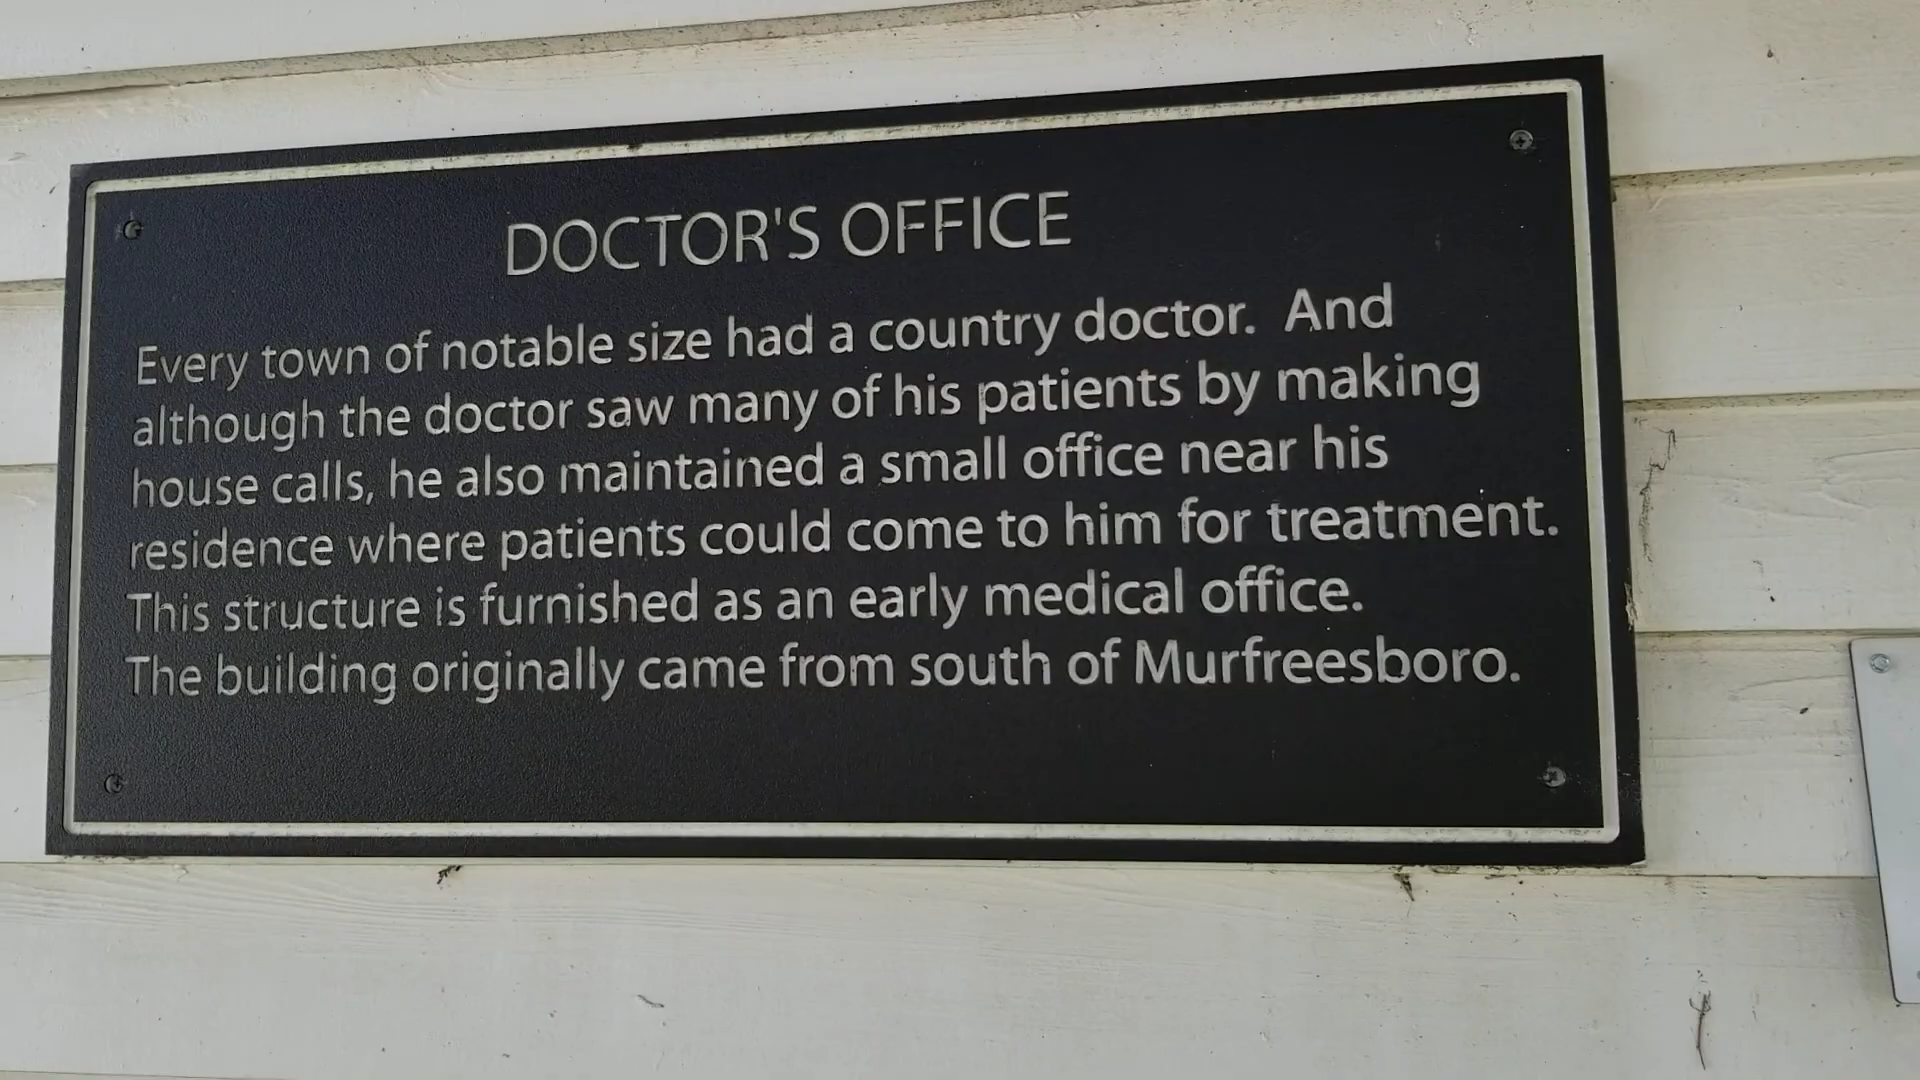 DOCTOR'S OFFICE
Every town of notable size had a country doctor.  And
although the doctor saw many of his patients by making
house calls, he also maintained a small office near his
residence where patients could come to him for treatment.
This structure is furnished as an early medical office.
The building originally came from south of Murfreesboro.